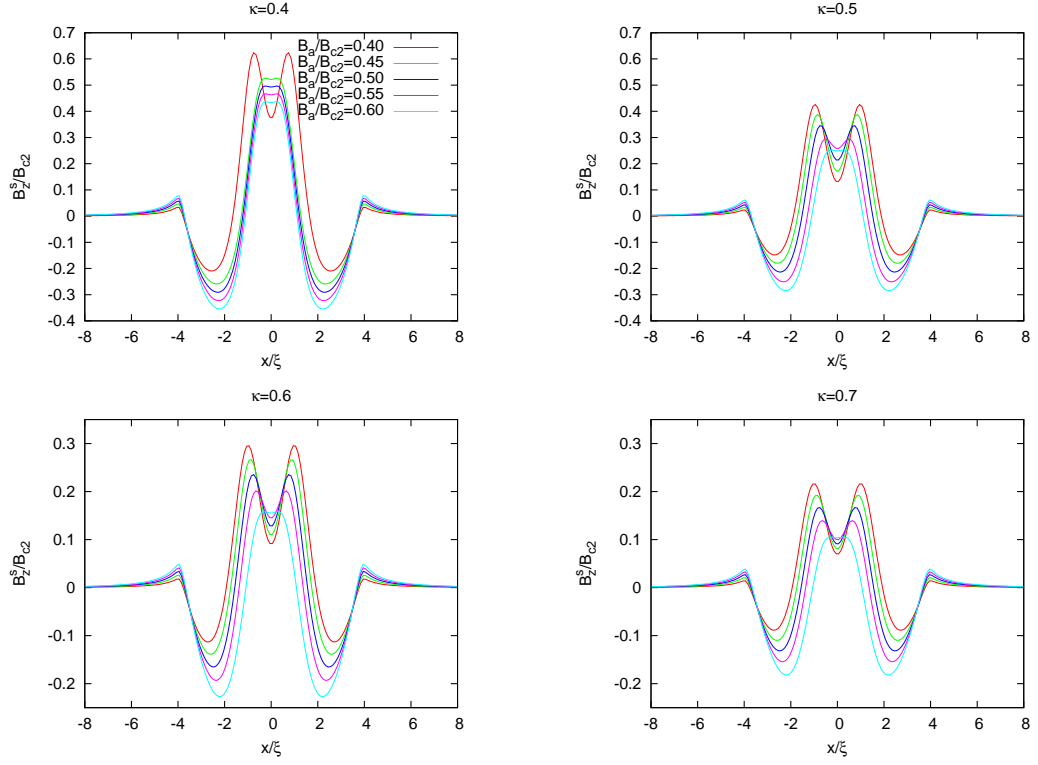 κ=0.4
0.7
0.6
0.5
0.4
0.3
0.2
0.1
0
-0.1
-0.2
-0.3
-0.4
B_z^s/B_c2
B_a/B_c2=0.40
B_a/B_c2=0.45
B_a/B_c2=0.50
B_a/B_c2=0.55
B_a/B_c2=0.60
-8 -6 -4 -2 0 2 4 6 8
x/ξ
κ=0.5
0.7
0.6
0.5
0.4
0.3
0.2
0.1
0
-0.1
-0.2
-0.3
-0.4
B_z^s/B_c2
-8 -6 -4 -2 0 2 4 6 8
x/ξ
κ=0.6
0.3
0.2
0.1
0
-0.1
-0.2
B_z^s/B_c2
-8 -6 -4 -2 0 2 4 6 8
x/ξ
κ=0.7
0.3
0.2
0.1
0
-0.1
-0.2
B_z^s/B_c2
-8 -6 -4 -2 0 2 4 6 8
x/ξ